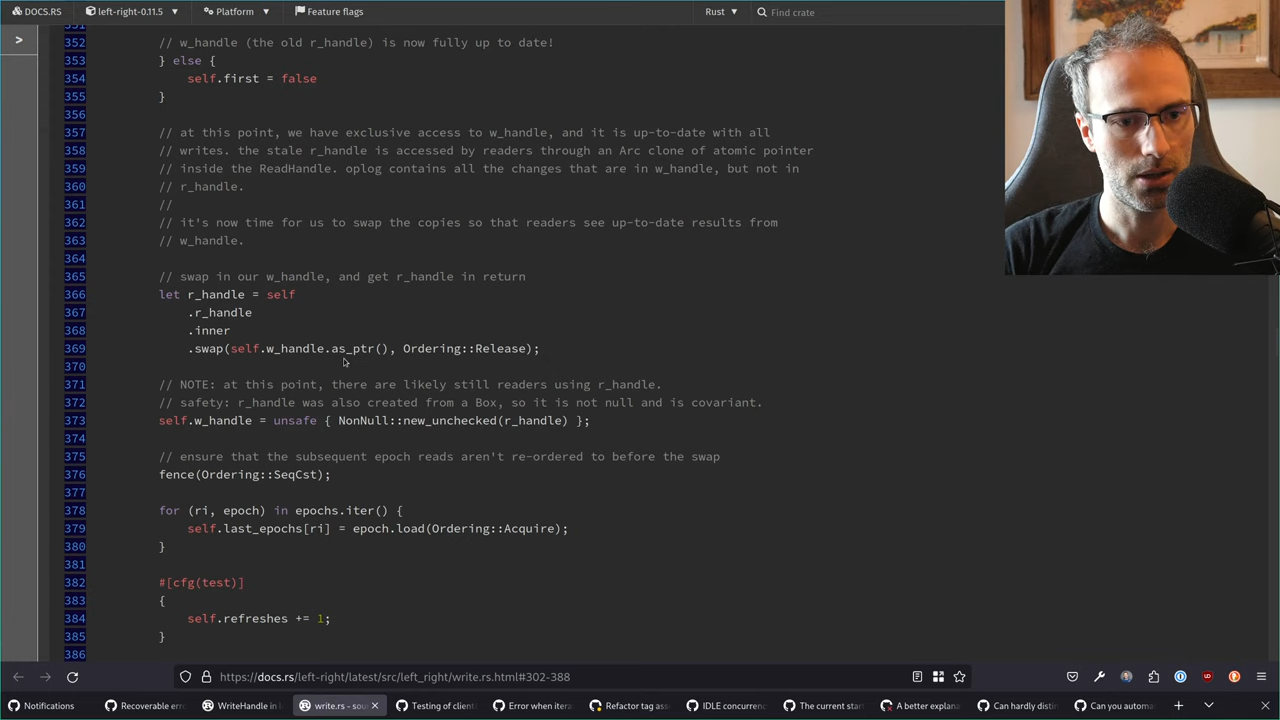 DOCS.RS
left-right-0.11.5
Platform
Feature flags
Rust
Find crate
>
351
352 // w_handle (the old r_handle) is now fully up to date!
353 } else {
354 self.first = false
355 }
356
357 // at this point, we have exclusive access to w_handle, and it is up-to-date with all
358 // writes. the stale r_handle is accessed by readers through an Arc clone of atomic pointer
359 // inside the ReadHandle. oplog contains all the changes that are in w_handle, but not in
360 // r_handle.
361 //
362 // it's now time for us to swap the copies so that readers see up-to-date results from
363 // w_handle.
364
365 // swap in our w_handle, and get r_handle in return
366 let r_handle = self
367 .r_handle
368 .inner
369 .swap(self.w_handle.as_ptr(), Ordering::Release);
370
371 // NOTE: at this point, there are likely still readers using r_handle.
372 // safety: r_handle was also created from a Box, so it is not null and is covariant.
373 self.w_handle = unsafe { NonNull::new_unchecked(r_handle) };
374
375 // ensure that the subsequent epoch reads aren't re-ordered to before the swap
376 fence(Ordering::SeqCst);
377
378 for (ri, epoch) in epochs.iter() {
379 self.last_epochs[ri] = epoch.load(Ordering::Acquire);
380 }
381
382 #[cfg(test)]
383 {
384 self.refreshes += 1;
385 }
386
https://docs.rs/left-right/latest/src/left_right/write.rs.html#302-388
Notifications
Recoverable err
WriteHandle in l
write.rs - sour
Testing of client
Error when itera
Refactor tag ass
IDLE concurrenc
The current star
A better explana
Can hardly distin
Can you automa